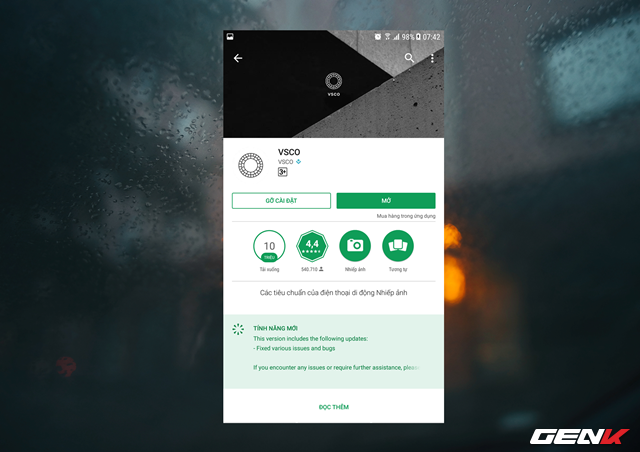 98% 07:42
VSCO
VSCO
VSCO
3+
GỠ CÀI ĐẶT
MỞ
Mua hàng trong ứng dụng
10
TRIỆU
4,4
Tải xuống
540.710
Nhiếp ảnh
Tương tự
Các tiêu chuẩn của điện thoại di động Nhiếp ảnh
TÍNH NĂNG MỚI
This version includes the following updates:
- Fixed various issues and bugs
If you encounter any issues or require further assistance, please
ĐỌC THÊM
GENK